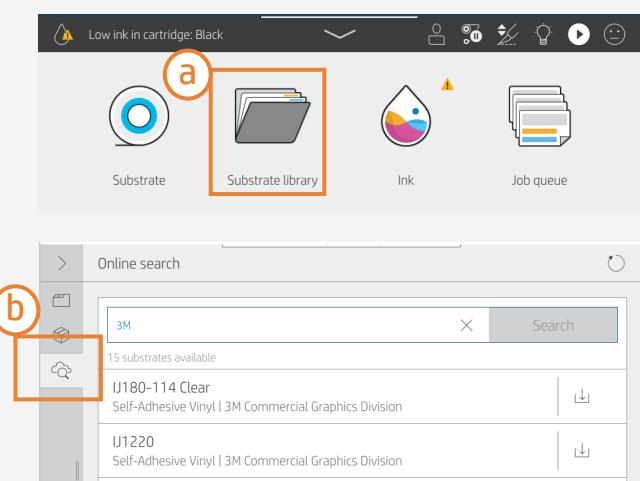 Low ink in cartridge: Black
a
Substrate
Substrate library
Ink
Job queue
Online search
b
3M
Search
15 substrates available
IJ180-114 Clear
Self-Adhesive Vinyl | 3M Commercial Graphics Division
IJ1220
Self-Adhesive Vinyl | 3M Commercial Graphics Division